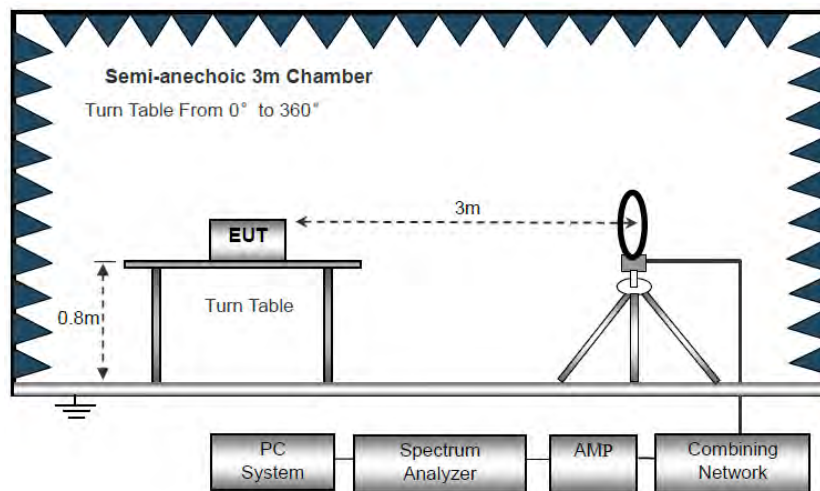 Semi-anechoic 3m Chamber
Turn Table From 0° to 360°
3m
EUT
Turn Table
0.8m
PC
System
Spectrum
Analyzer
AMP
Combining
Network